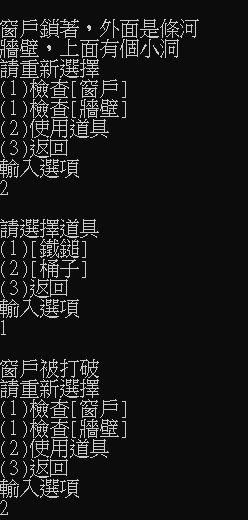 窗戶鎖著，外面是條河
牆壁，上面有個小洞
請重新選擇
(1)檢查[窗戶]
(1)檢查[牆壁]
(2)使用道具
(3)返回
輸入選項
2
請選擇道具
(1)[鐵鎚]
(2)[桶子]
(3)返回
輸入選項
1
窗戶被打破
請重新選擇
(1)檢查[窗戶]
(1)檢查[牆壁]
(2)使用道具
(3)返回
輸入選項
2